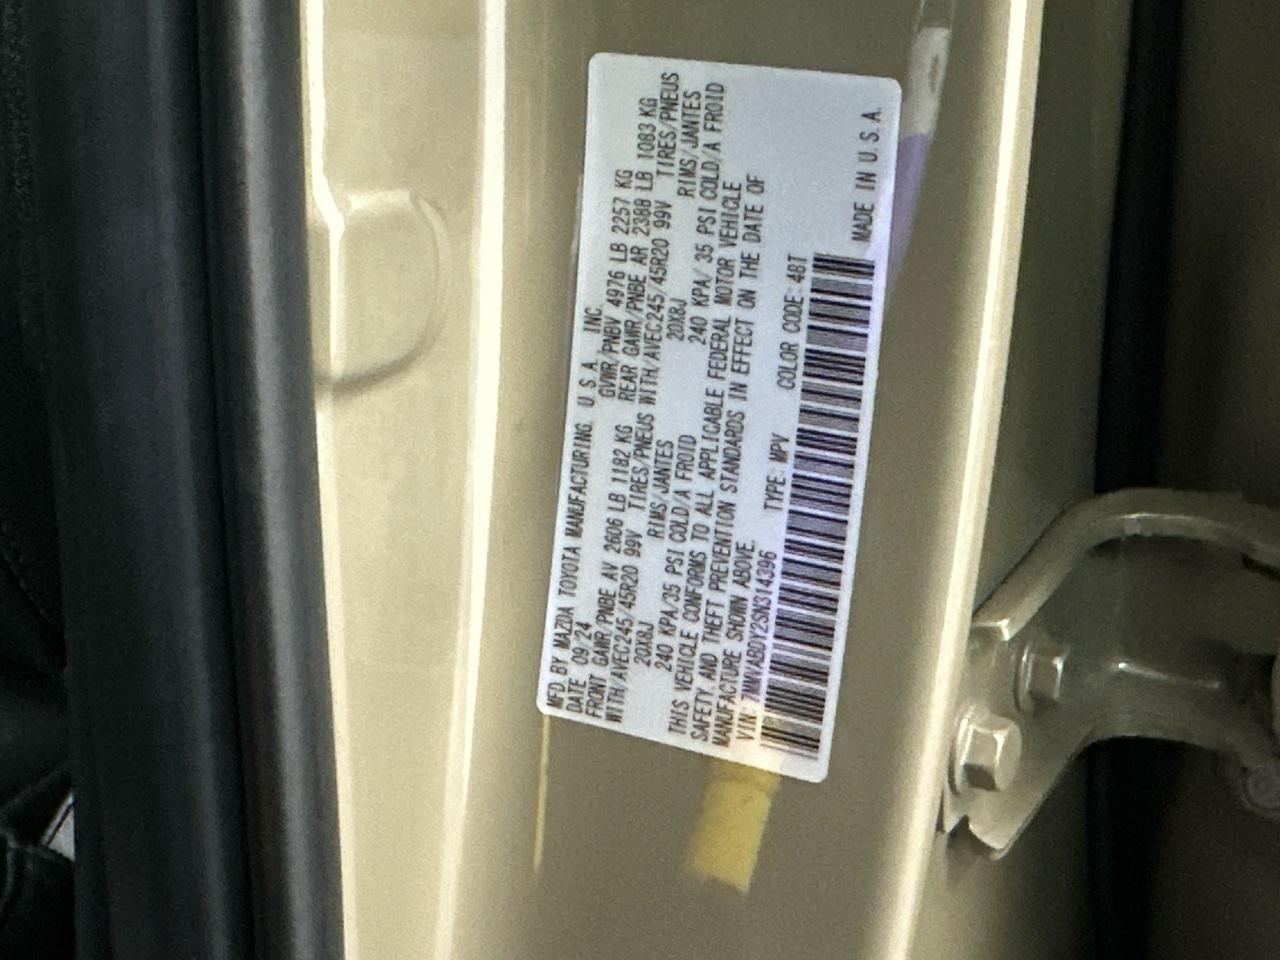 MFD. BY MAZDA TOYOTA MANUFACTURING, U.S.A., INC.
DATE 09/24 GVWR/PNBV 4976 LB 2257 KG
FRONT GAWR/PNBE AV 2606 LB 1182 KG REAR GAWR/PNBE AR 2388 LB 1083 KG
WITH/AVEC245/45R20 99V TIRES/PNEUS WITH/AVEC245/45R20 99V TIRES/PNEUS
20X8J RIMS/JANTES 20X8J RIMS/JANTES
240 KPA/35 PSI COLD/A FROID 240 KPA/ 35 PSI COLD/A FROID
THIS VEHICLE CONFORMS TO ALL APPLICABLE FEDERAL MOTOR VEHICLE
SAFETY AND THEFT PREVENTION STANDARDS IN EFFECT ON THE DATE OF
MANUFACTURE SHOWN ABOVE.
VIN: 7MMVABDY2SN314396 TYPE: MPV COLOR CODE: 48T
MADE IN U.S.A.